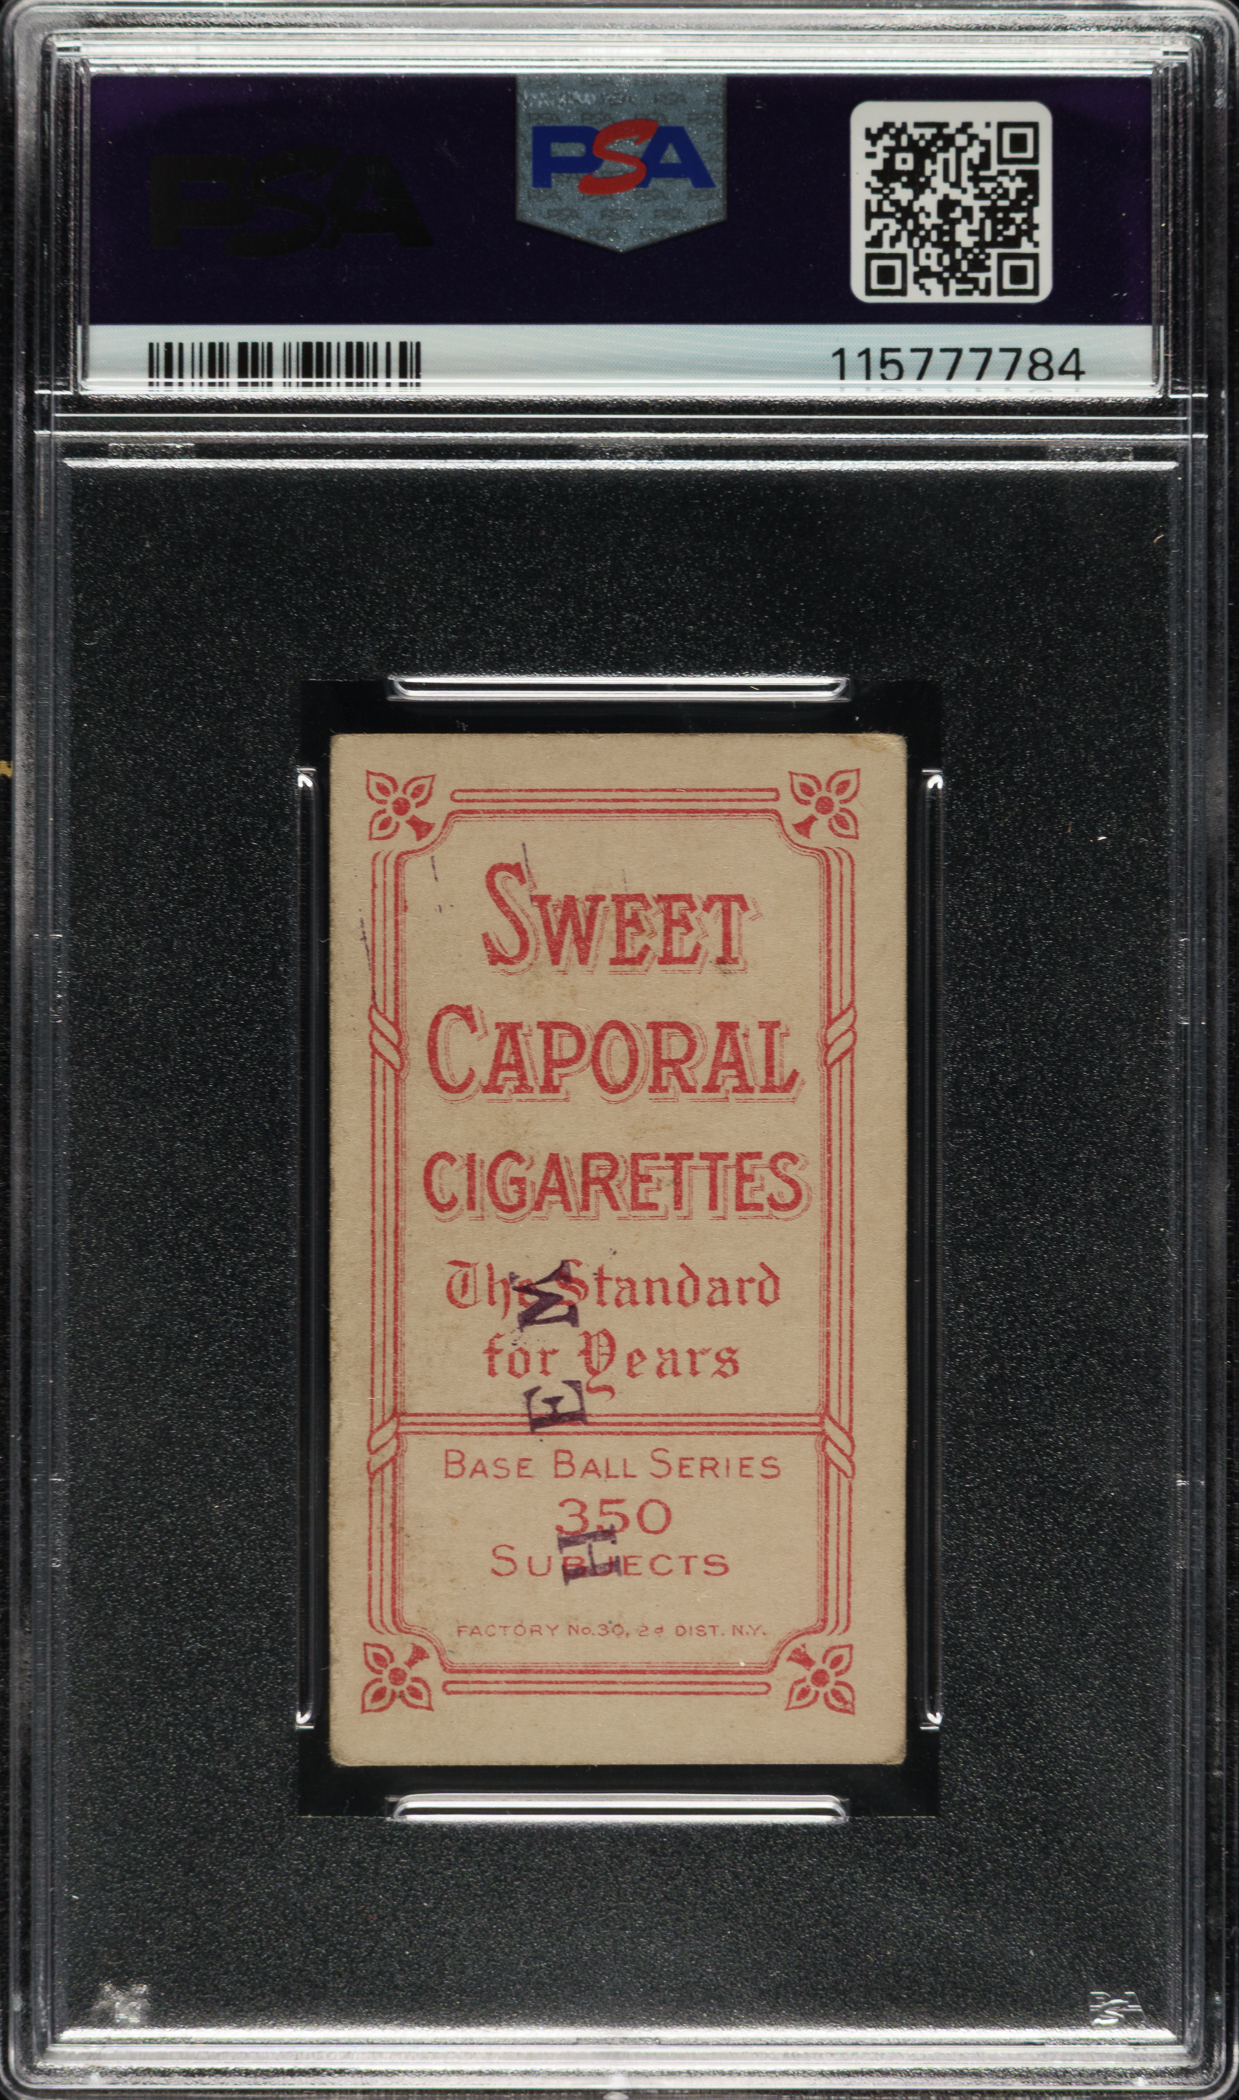 PSA
PSA
115777784
SWEET
CAPORAL
CIGARETTES
The Standard
for Years
BASE BALL SERIES
350
SUBJECTS
FACTORY No. 30, 2d DIST. N.Y.
H E M
PSA